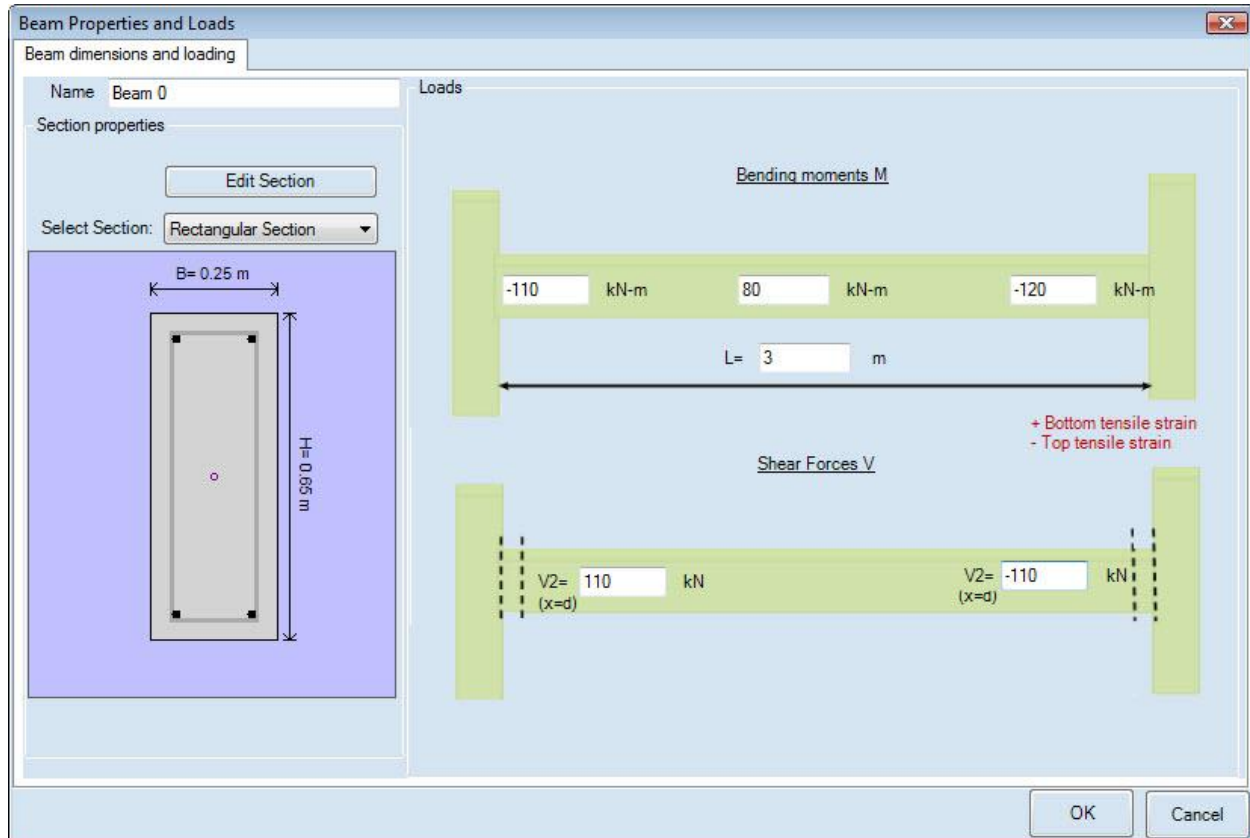 Beam Properties and Loads
Beam dimensions and loading
Name Beam 0
Section properties
Edit Section
Select Section: Rectangular Section
B= 0.25 m
H= 0.65 m
Loads
Bending moments M
-110 kN-m 80 kN-m -120 kN-m
L= 3 m
+ Bottom tensile strain
- Top tensile strain
Shear Forces V
V2= 110 kN
(x=d)
V2= -110 kN
(x=d)
OK Cancel